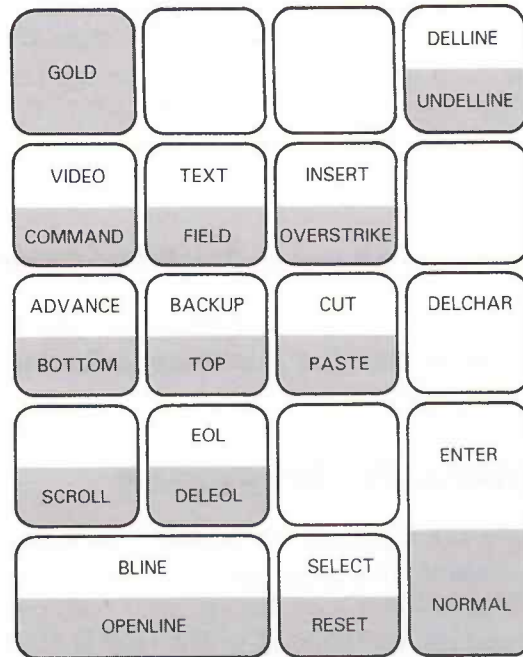 GOLD
DELLINE
UNDELLINE
VIDEO
COMMAND
TEXT
FIELD
INSERT
OVERSTRIKE
ADVANCE
BOTTOM
BACKUP
TOP
CUT
PASTE
DELCHAR
SCROLL
EOL
DELEOL
ENTER
NORMAL
BLINE
OPENLINE
SELECT
RESET